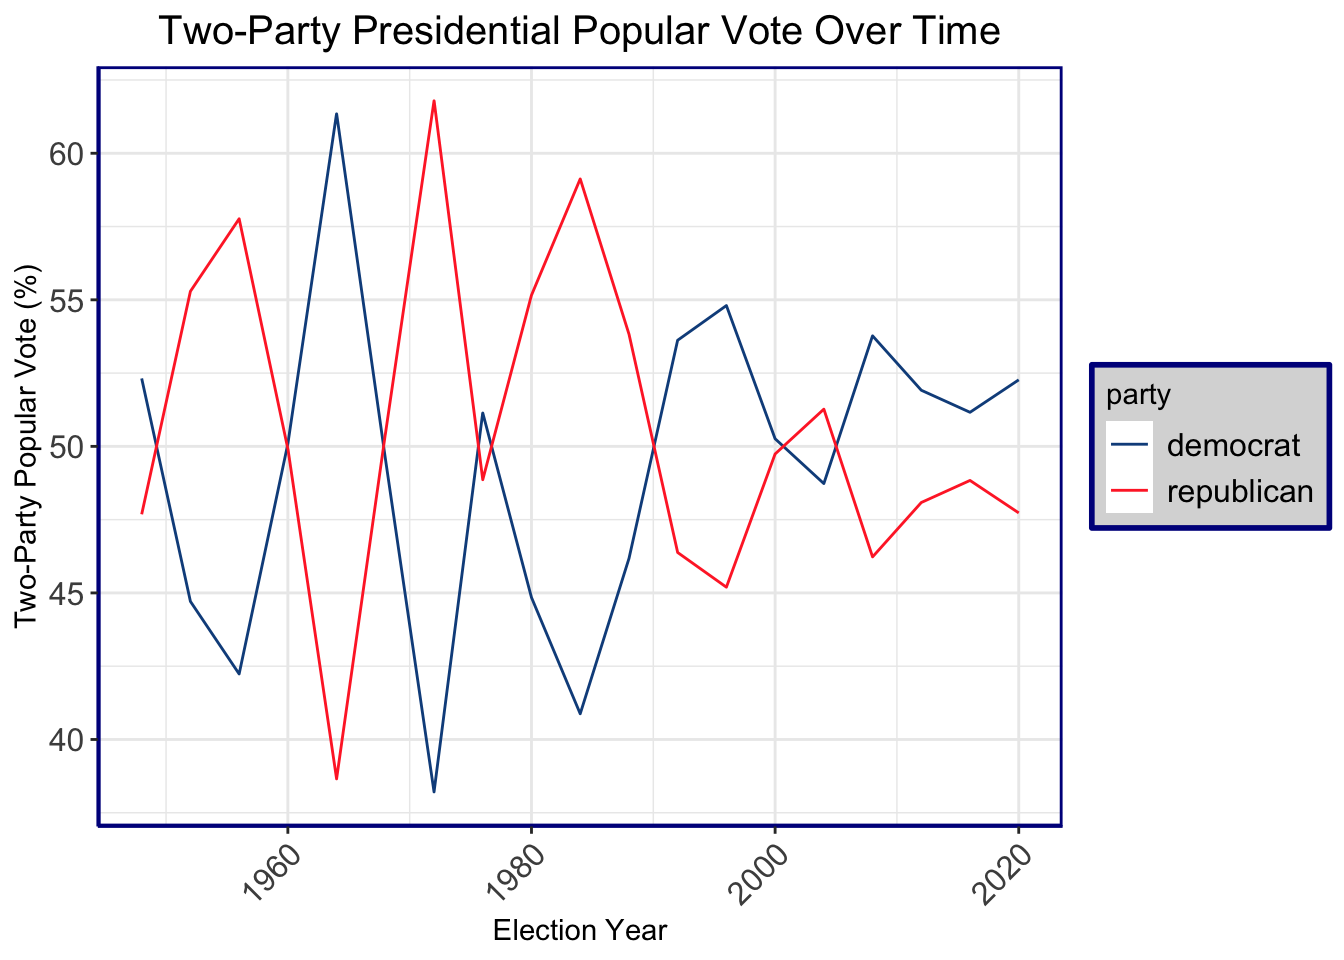 Two-Party Presidential Popular Vote Over Time
Two-Party Popular Vote (%)
60
55
50
45
40
1960
1980
2000
2020
Election Year
party
democrat
republican